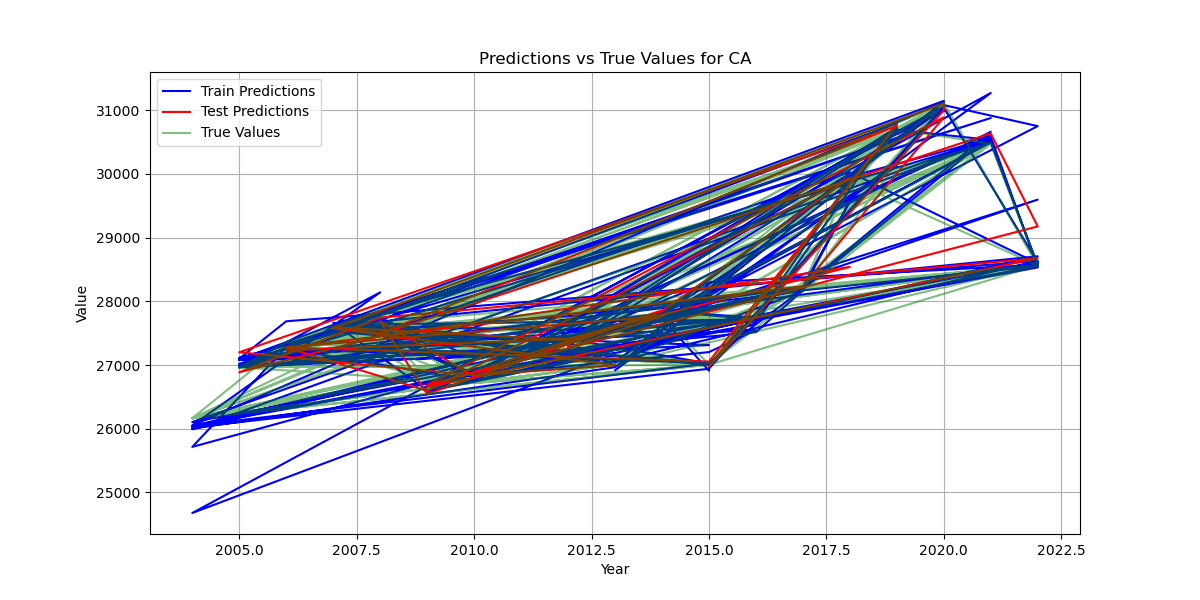 Predictions vs True Values for CA
Train Predictions
Test Predictions
True Values
31000
30000
29000
28000
27000
26000
25000
Value
2005.0 2007.5 2010.0 2012.5 2015.0 2017.5 2020.0 2022.5
Year